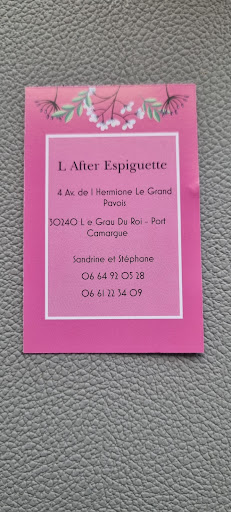 L After Espiguette
4 Av. de l Hermione Le Grand
Pavois
30240 L e Grau Du Roi - Port
Camargue
Sandrine et Stéphane
06 64 92 05 28
06 61 22 34 09